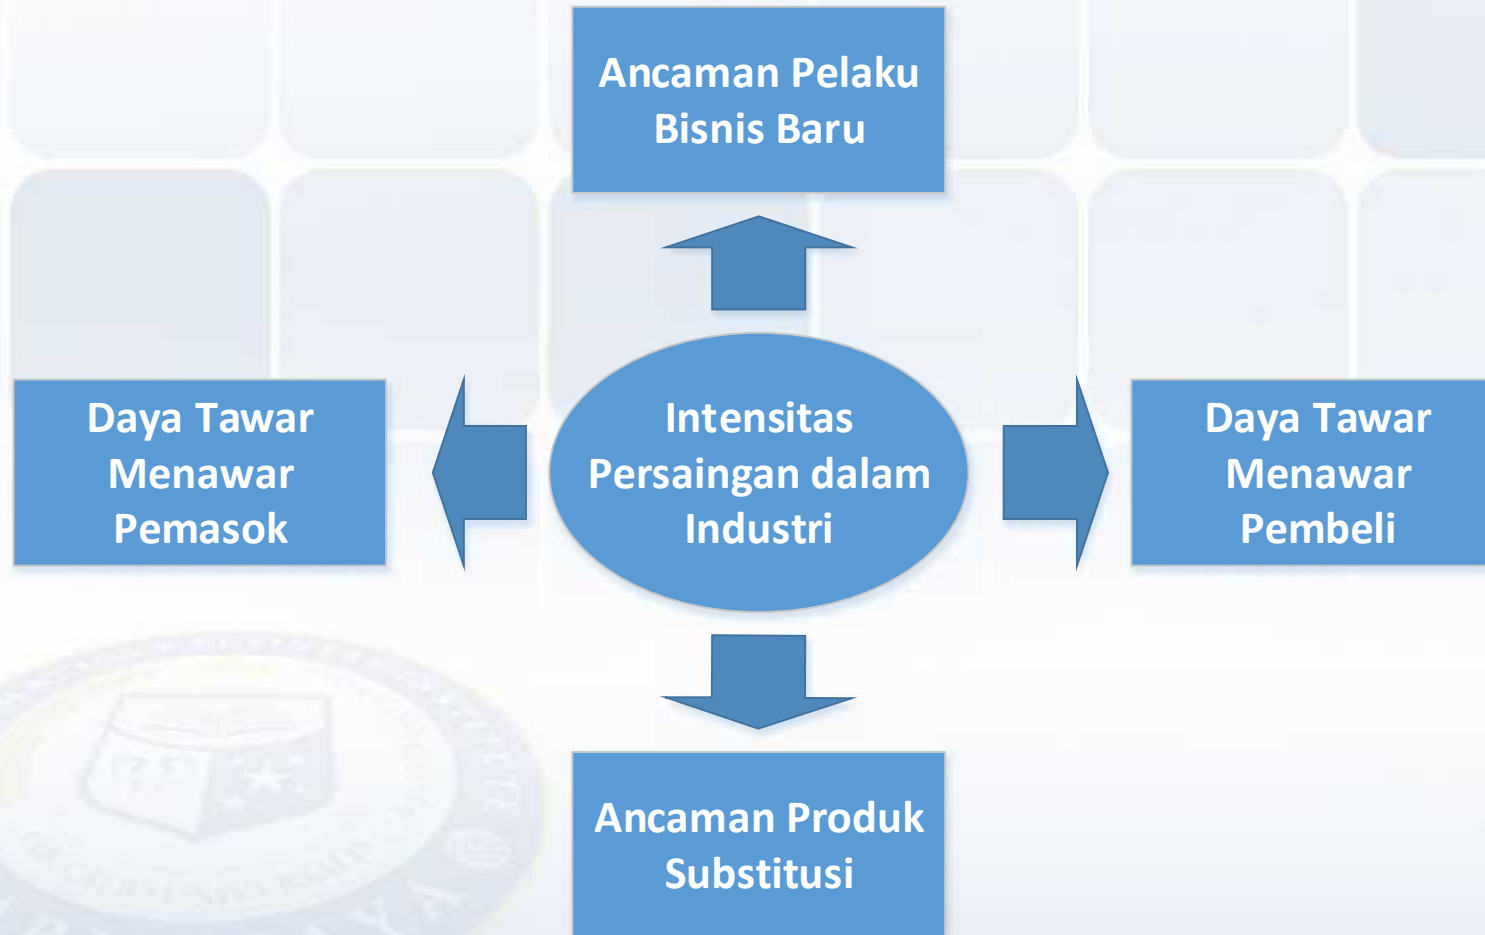 Ancaman Pelaku
Bisnis Baru
Daya Tawar
Menawar
Pemasok
Intensitas
Persaingan dalam
Industri
Daya Tawar
Menawar
Pembeli
Ancaman Produk
Substitusi